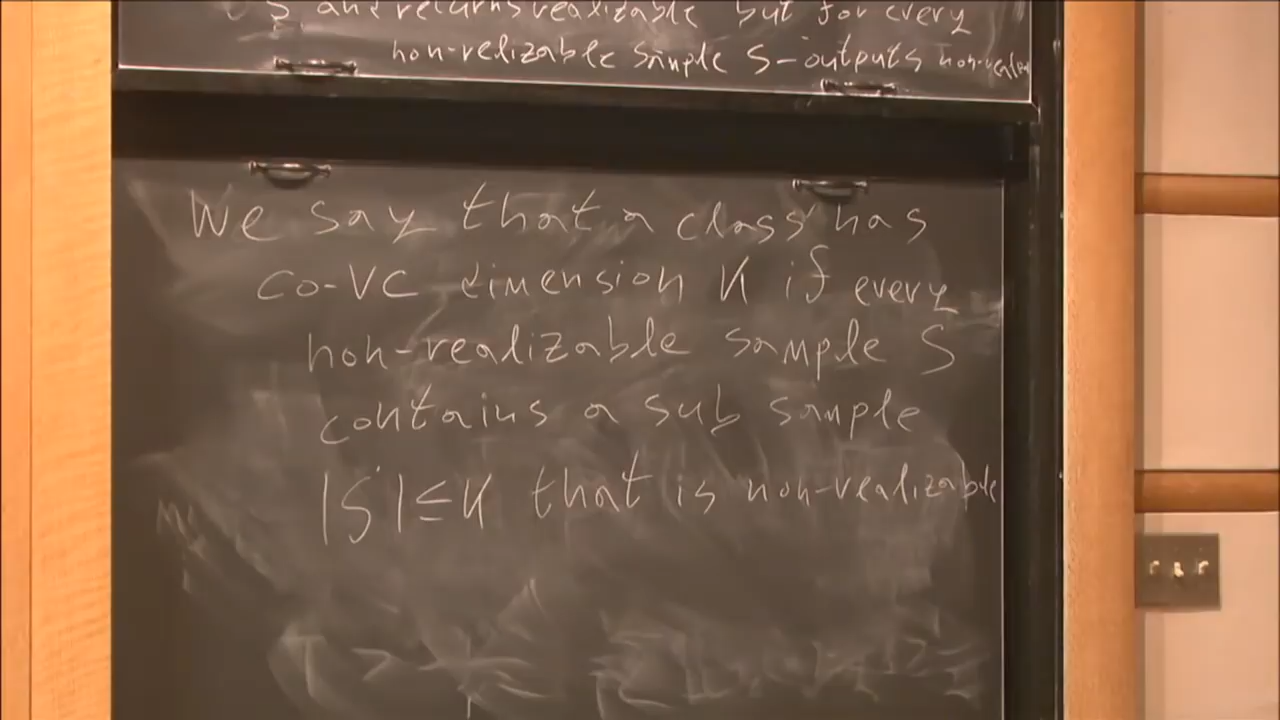 S and returns realizable but for every
non-relizable sample S-outputs non-
We say that a class has
co-VC dimension K if every
non-realizable sample S
contains a sub sample
|S'|≤K that is non-realizable